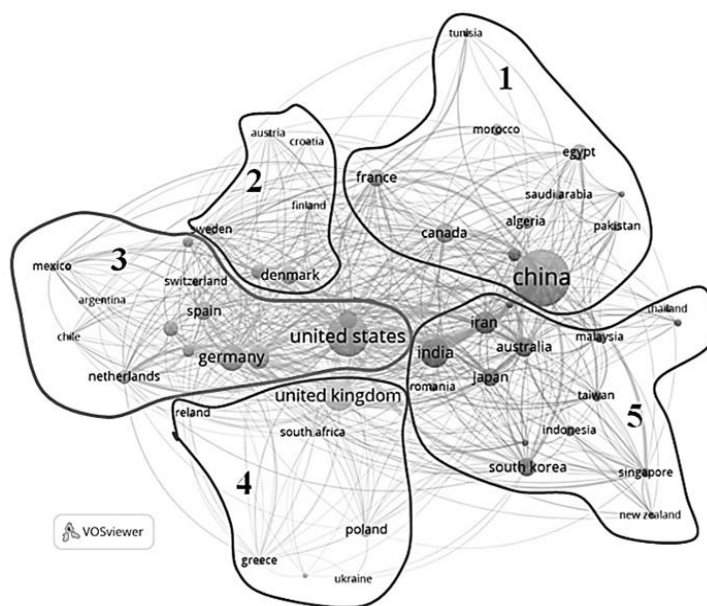 tunisia
1
morocco
austria
croatia
egypt
france
2
saudi arabia
finland
pakistan
algeria
sweden
canada
3
mexico
denmark
switzerland
china
argentina
spain
thailand
iran
united states
malaysia
chile
australia
germany
india
netherlands
japan
romania
united kingdom
taiwan
reland
5
south africa
indonesia
4
south korea
singapore
new zealand
poland
VOSviewer
greece
ukraine